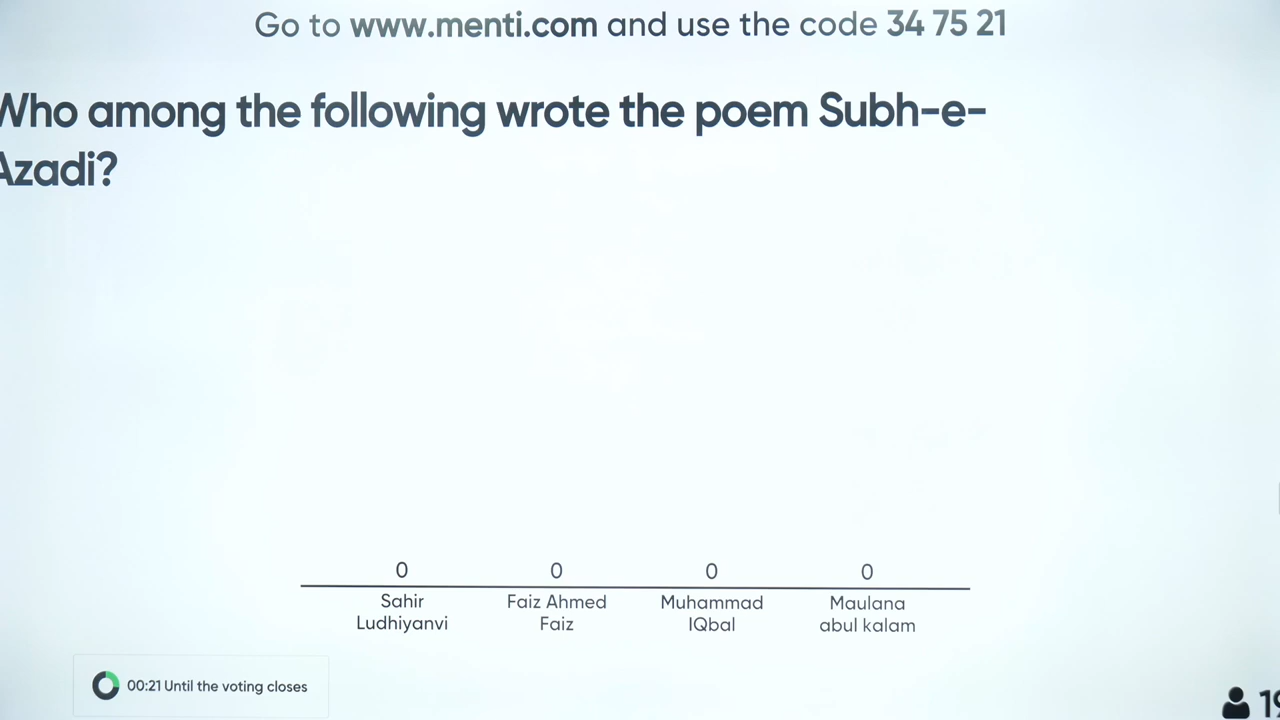 Go to www.menti.com and use the code 34 75 21
Who among the following wrote the poem Subh-e-
Azadi?
0 0 0 0
Sahir Faiz Ahmed Muhammad Maulana
Ludhiyanvi Faiz IQbal abul kalam
00:21 Until the voting closes